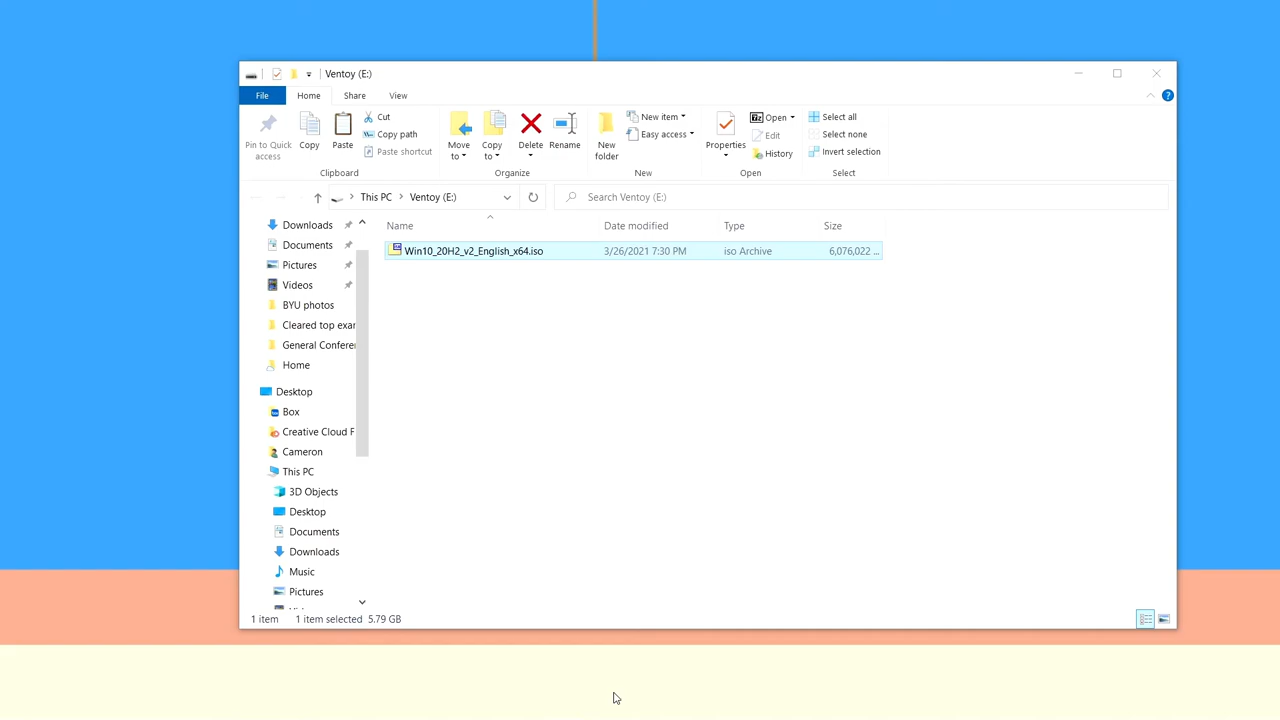 Ventoy (E:)
File Home Share View
Pin to Quick access
Copy
Paste
Cut
Copy path
Paste shortcut
Clipboard
Move to
Copy to
Delete
Rename
Organize
New folder
New item
Easy access
New
Properties
Open
Edit
History
Open
Select all
Select none
Invert selection
Select
This PC > Ventoy (E:)
Search Ventoy (E:)
Name Date modified Type Size
Win10_20H2_v2_English_x64.iso 3/26/2021 7:30 PM iso Archive 6,076,022 ...
Downloads
Documents
Pictures
Videos
BYU photos
Cleared top exar
General Confere
Home
Desktop
Box
Creative Cloud F
Cameron
This PC
3D Objects
Desktop
Documents
Downloads
Music
Pictures
1 item 1 item selected 5.79 GB